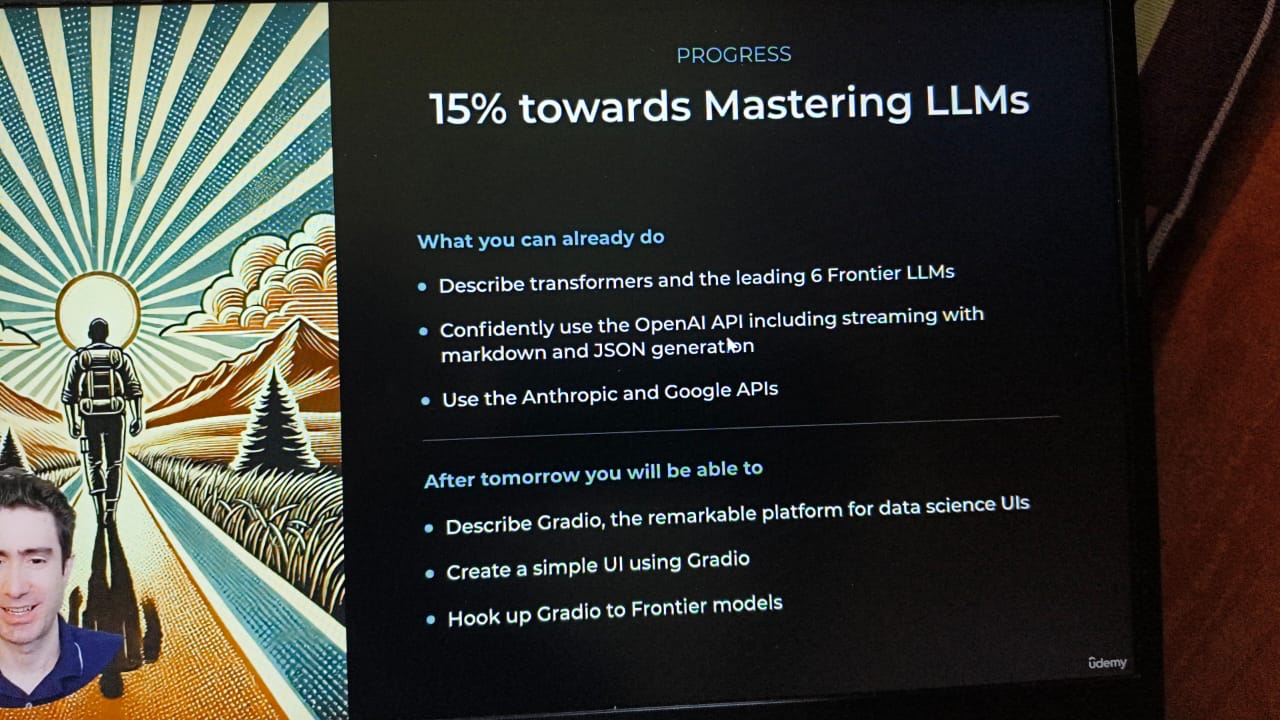 PROGRESS
15% towards Mastering LLMs
What you can already do
Describe transformers and the leading 6 Frontier LLMs
Confidently use the OpenAI API including streaming with
markdown and JSON generation
Use the Anthropic and Google APIs
After tomorrow you will be able to
Describe Gradio, the remarkable platform for data science UIs
Create a simple UI using Gradio
Hook up Gradio to Frontier models
ûdemy